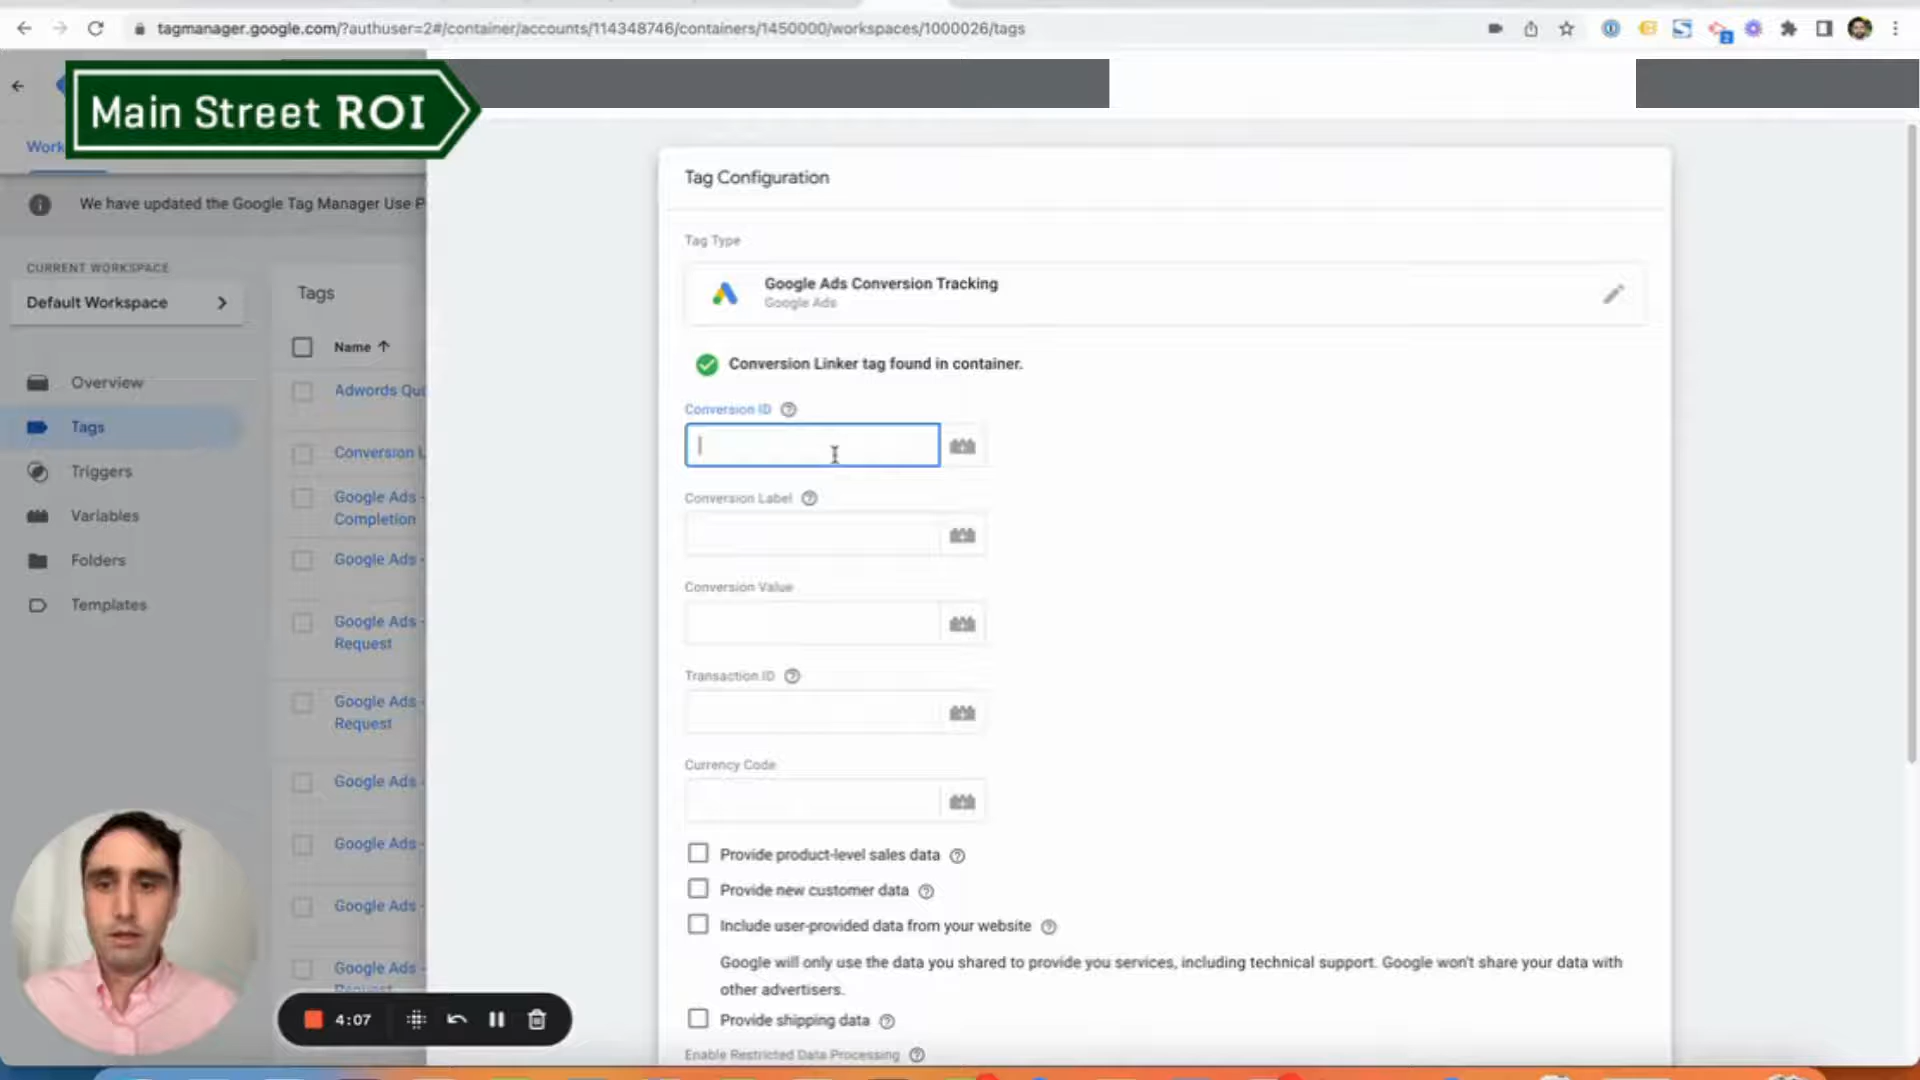 tagmanager.google.com/?authuser=2#/container/accounts/114348746/containers/1450000/workspaces/1000026/tags
2
Main Street ROI
Work
We have updated the Google Tag Manager Use P
CURRENT WORKSPACE
Default Workspace
Overview
Tags
Triggers
Variables
Folders
Templates
Tags
Name
Adwords Qu
Conversion L
Google Ads -
Completion
Google Ads -
Google Ads -
Request
Google Ads -
Request
Google Ads -
Google Ads -
Google Ads -
Google Ads -
Request
4:07
Tag Configuration
Tag Type
Google Ads Conversion Tracking
Google Ads
Conversion Linker tag found in container.
Conversion ID
Conversion Label
Conversion Value
Transaction ID
Currency Code
Provide product-level sales data
Provide new customer data
Include user-provided data from your website
Google will only use the data you shared to provide you services, including technical support. Google won't share your data with
other advertisers.
Provide shipping data
Enable Restricted Data Processing